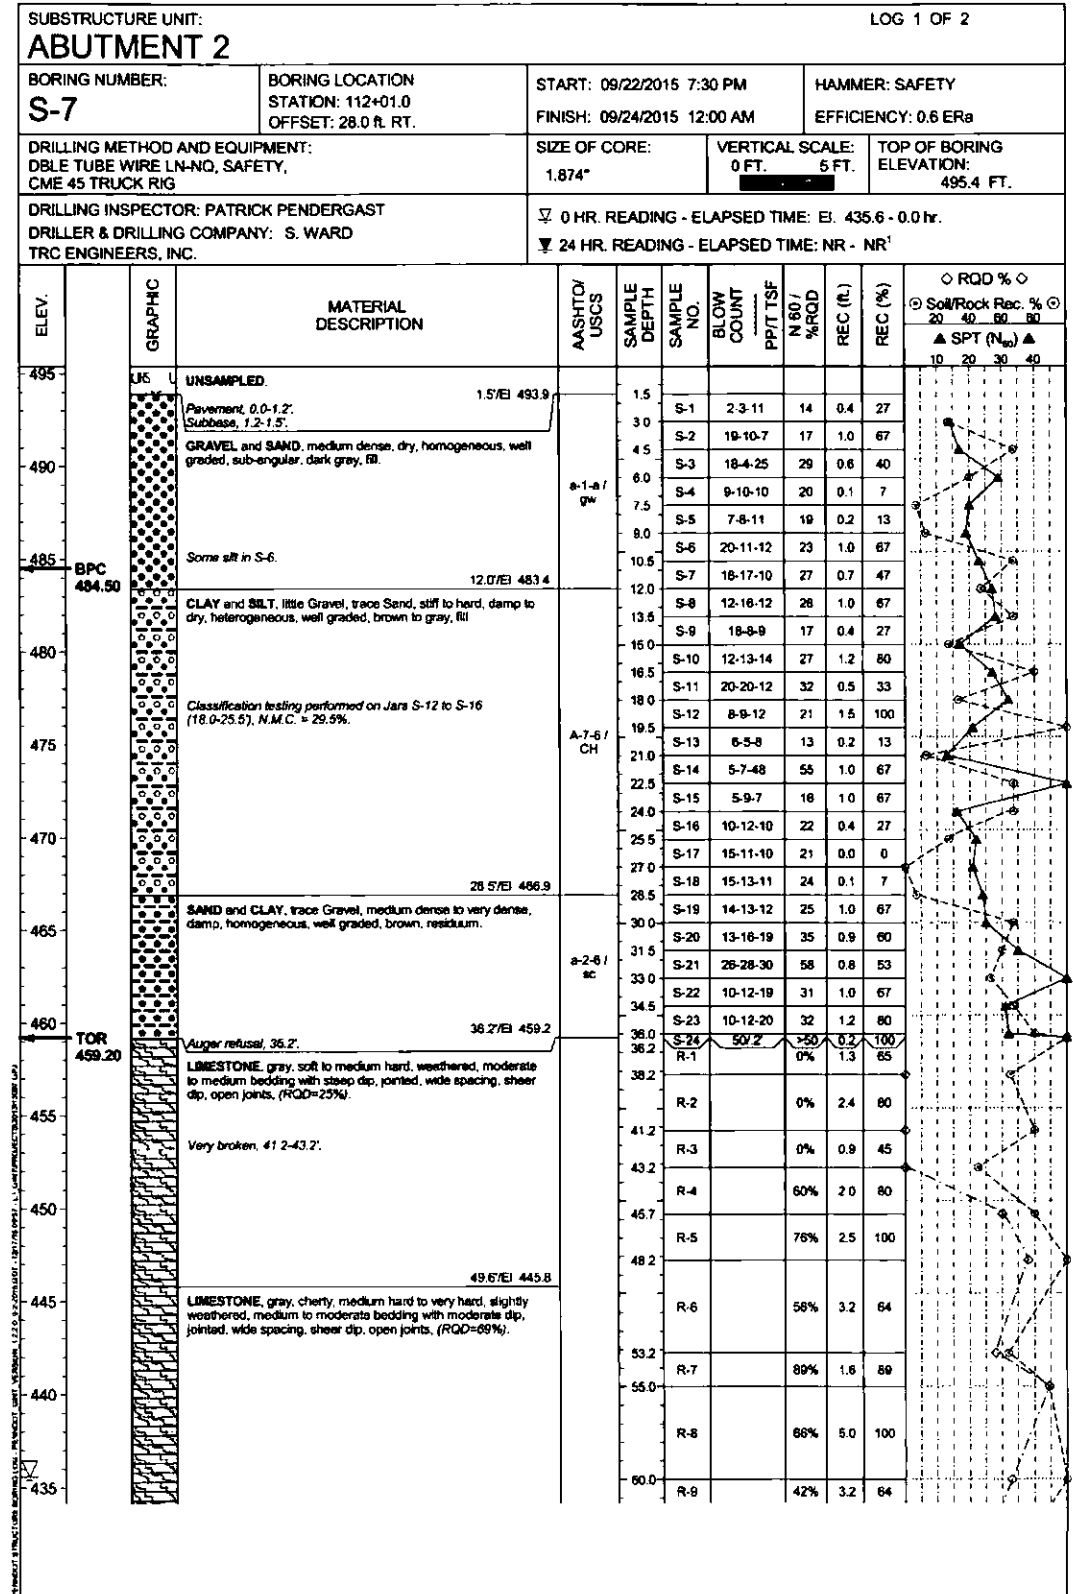 SUBSTRUCTURE UNIT:
ABUTMENT 2
LOG 1 OF 2
BORING NUMBER:
S-7
BORING LOCATION
STATION: 112+01.0
OFFSET: 28.0 ft. RT.
START: 09/22/2015 7:30 PM
FINISH: 09/24/2015 12:00 AM
HAMMER: SAFETY
EFFICIENCY: 0.6 ERa
DRILLING METHOD AND EQUIPMENT:
DBLE TUBE WIRE LN-NQ, SAFETY,
CME 45 TRUCK RIG
SIZE OF CORE:
1.874"
VERTICAL SCALE:
0 FT. 5 FT.
TOP OF BORING
ELEVATION:
495.4 FT.
DRILLING INSPECTOR: PATRICK PENDERGAST
DRILLER & DRILLING COMPANY: S. WARD
TRC ENGINEERS, INC.
0 HR. READING - ELAPSED TIME: El. 435.6 - 0.0 hr.
24 HR. READING - ELAPSED TIME: NR - NR¹
ELEV.
GRAPHIC
MATERIAL
DESCRIPTION
AASHTO/
USCS
SAMPLE
DEPTH
SAMPLE
NO.
BLOW
COUNT
PP/T TSF
N 60 /
%RQD
REC (ft.)
REC (%)
◇ RQD % ◇
⊙ Soil/Rock Rec. % ⊙
20 40 60 80
▲ SPT (N60) ▲
10 20 30 40
495
UNSAMPLED.
1.5'/El 493.9
Pavement, 0.0-1.2'.
Subbase, 1.2-1.5'.
GRAVEL and SAND, medium dense, dry, homogeneous, well
graded, sub-angular, dark gray, fill.
a-1-a /
gw
490
Some silt in S-6.
485
BPC
484.50
12.0'/El 483.4
CLAY and SILT, little Gravel, trace Sand, stiff to hard, damp to
dry, heterogeneous, well graded, brown to gray, fill
480
Classification testing performed on Jars S-12 to S-16
(18.0-25.5'), N.M.C. = 29.5%.
A-7-6 /
CH
475
470
28.5'/El 466.9
SAND and CLAY, trace Gravel, medium dense to very dense,
damp, homogeneous, well graded, brown, residuum.
465
a-2-6 /
sc
460
36.2'/El 459.2
TOR
459.20
Auger refusal, 36.2'.
LIMESTONE, gray, soft to medium hard, weathered, moderate
to medium bedding with steep dip, jointed, wide spacing, sheer
dip, open joints, (RQD=25%).
455
Very broken, 41.2-43.2'.
450
49.6'/El 445.8
445
LIMESTONE, gray, cherty, medium hard to very hard, slightly
weathered, medium to moderate bedding with moderate dip,
jointed, wide spacing, sheer dip, open joints, (RQD=69%).
440
435
1.5
S-1 2-3-11 14 0.4 27
3.0
S-2 19-10-7 17 1.0 67
4.5
S-3 18-4-25 29 0.6 40
6.0
S-4 9-10-10 20 0.1 7
7.5
S-5 7-8-11 19 0.2 13
9.0
S-6 20-11-12 23 1.0 67
10.5
S-7 16-17-10 27 0.7 47
12.0
S-8 12-16-12 28 1.0 67
13.5
S-9 18-8-9 17 0.4 27
15.0
S-10 12-13-14 27 1.2 80
16.5
S-11 20-20-12 32 0.5 33
18.0
S-12 8-9-12 21 1.5 100
19.5
S-13 6-5-8 13 0.2 13
21.0
S-14 5-7-48 55 1.0 67
22.5
S-15 5-9-7 16 1.0 67
24.0
S-16 10-12-10 22 0.4 27
25.5
S-17 15-11-10 21 0.0 0
27.0
S-18 15-13-11 24 0.1 7
28.5
S-19 14-13-12 25 1.0 67
30.0
S-20 13-16-19 35 0.9 60
31.5
S-21 26-28-30 58 0.8 53
33.0
S-22 10-12-19 31 1.0 67
34.5
S-23 10-12-20 32 1.2 80
36.0
S-24 50/.2' >50 0.2 100
36.2
R-1 0% 1.3 65
38.2
R-2 0% 2.4 80
41.2
R-3 0% 0.9 45
43.2
R-4 60% 2.0 80
45.7
R-5 76% 2.5 100
48.2
R-6 56% 3.2 64
53.2
R-7 89% 1.6 89
55.0
R-8 66% 5.0 100
60.0
R-9 42% 3.2 64